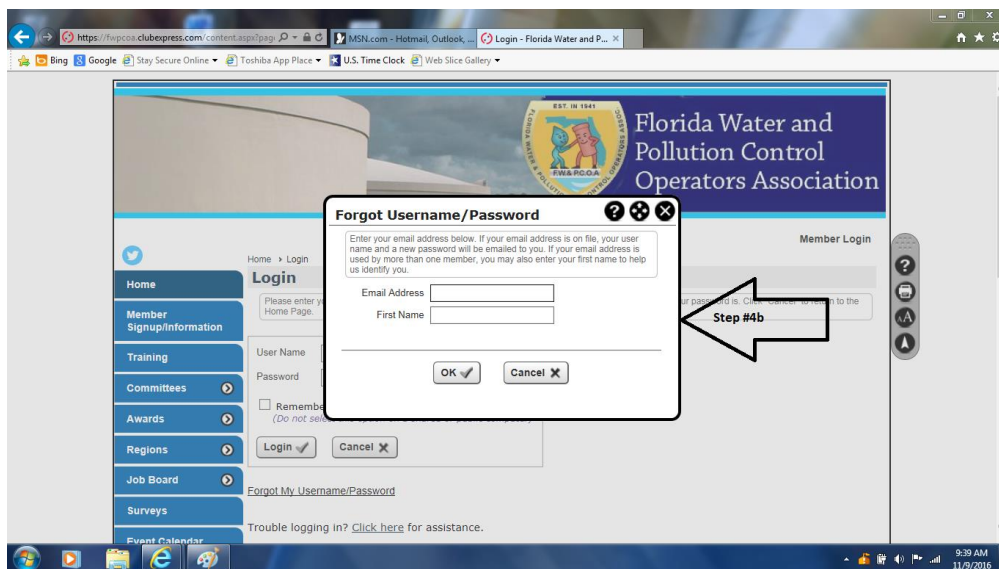 https://fwpcoa.clubexpress.com/content.aspx?page
MSN.com - Hotmail, Outlook, ...
Login - Florida Water and P...
Bing
Google
Stay Secure Online
Toshiba App Place
U.S. Time Clock
Web Slice Gallery
EST. IN 1941
F.W.& P.C.O.A.
Florida Water and
Pollution Control
Operators Association
Member Login
Home › Login
Login
Please enter y
ur password is. Click "Cancel" to return to the
Home Page.
Forgot Username/Password
Enter your email address below. If your email address is on file, your user
name and a new password will be emailed to you. If your email address is
used by more than one member, you may also enter your first name to help
us identify you.
Email Address
First Name
OK
Cancel
Step #4b
User Name
Password
Remembe
(Do not sele
Login
Cancel
Forgot My Username/Password
Trouble logging in? Click here for assistance.
Home
Member
Signup/Information
Training
Committees
Awards
Regions
Job Board
Surveys
Event Calendar
AA
9:39 AM
11/9/2016